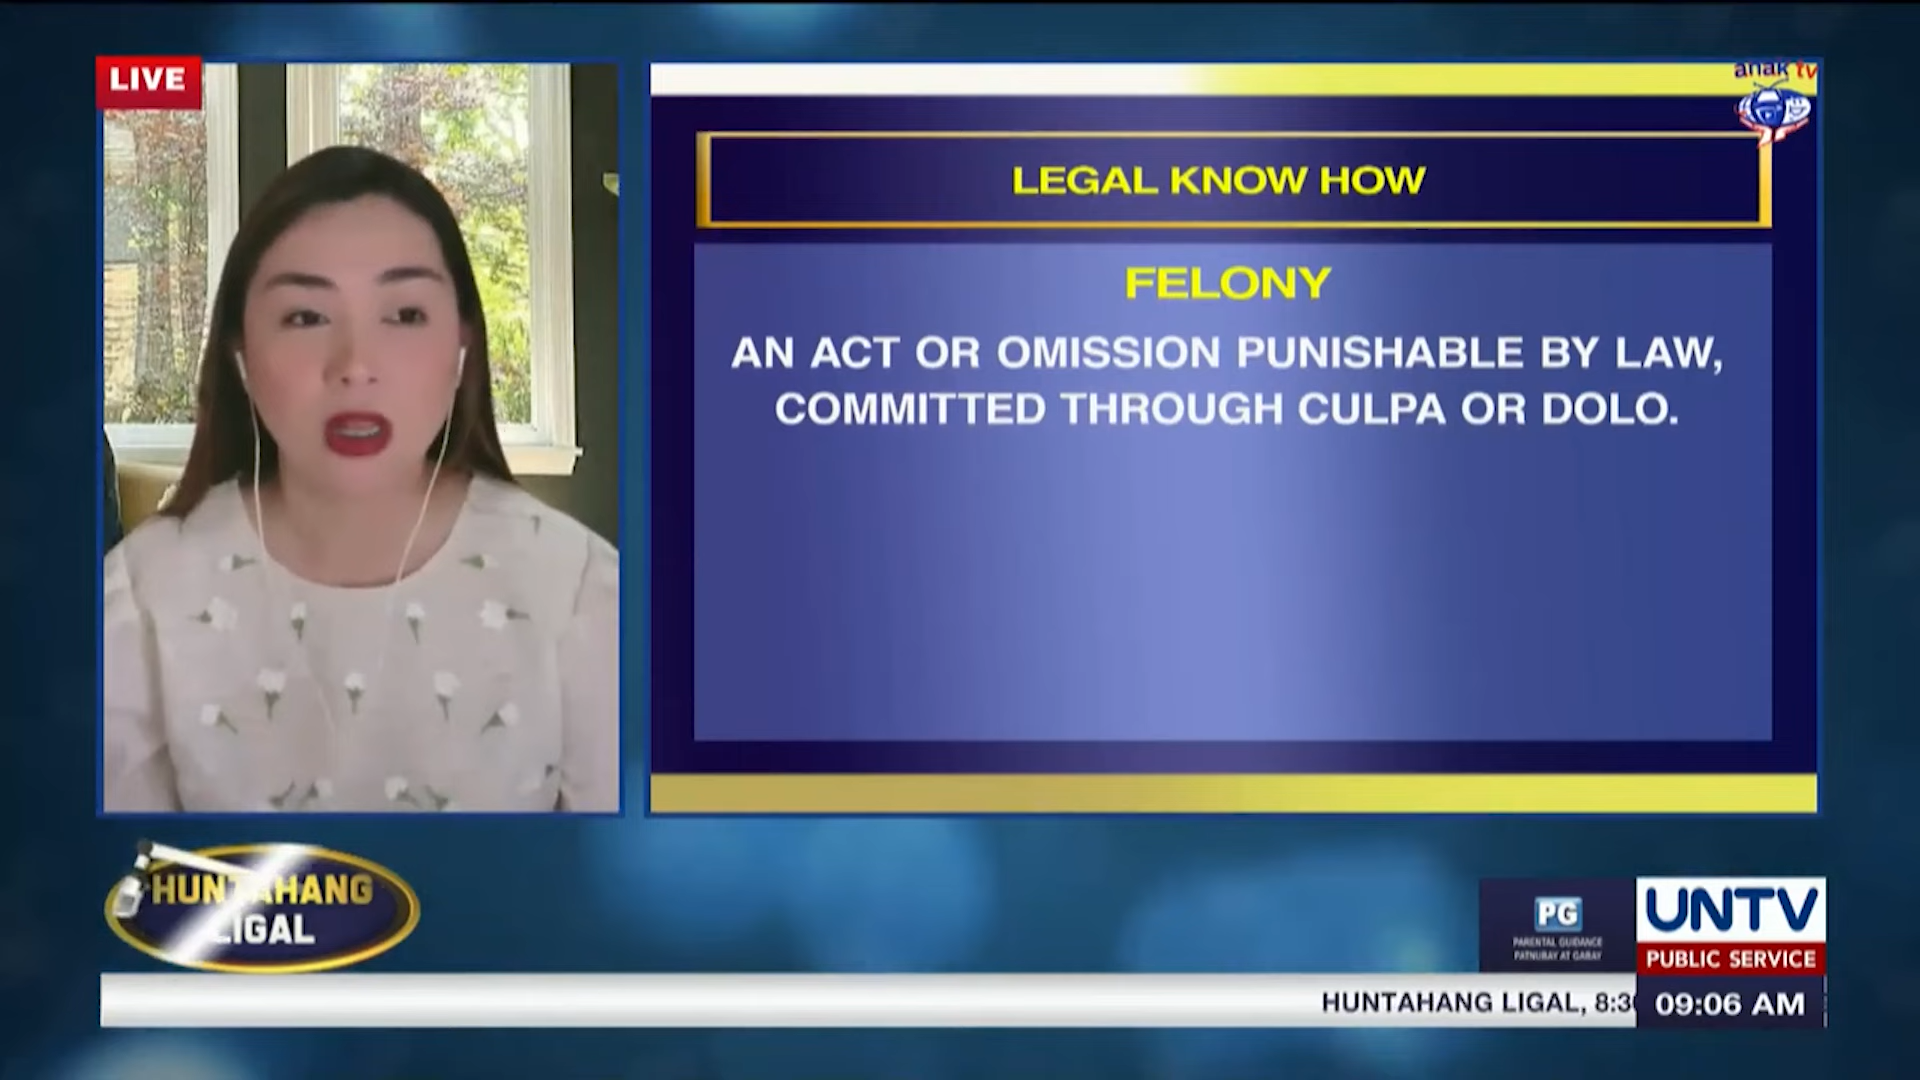 LIVE
anak tv
LEGAL KNOW HOW
FELONY
AN ACT OR OMISSION PUNISHABLE BY LAW,
COMMITTED THROUGH CULPA OR DOLO.
HUNTAHANG
LIGAL
PG
PARENTAL GUIDANCE
PATNUBAY AT GABAY
UNTV
PUBLIC SERVICE
HUNTAHANG LIGAL, 8:3
09:06 AM